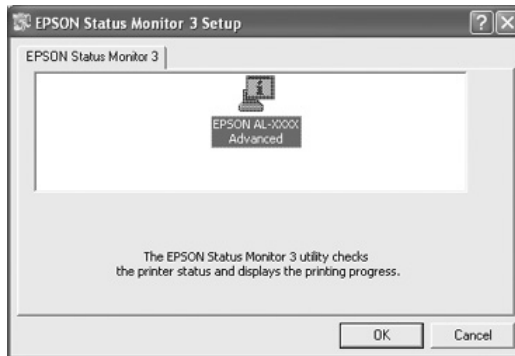 EPSON Status Monitor 3 Setup
EPSON Status Monitor 3
EPSON AL-XXXX
Advanced
The EPSON Status Monitor 3 utility checks
the printer status and displays the printing progress.
OK
Cancel